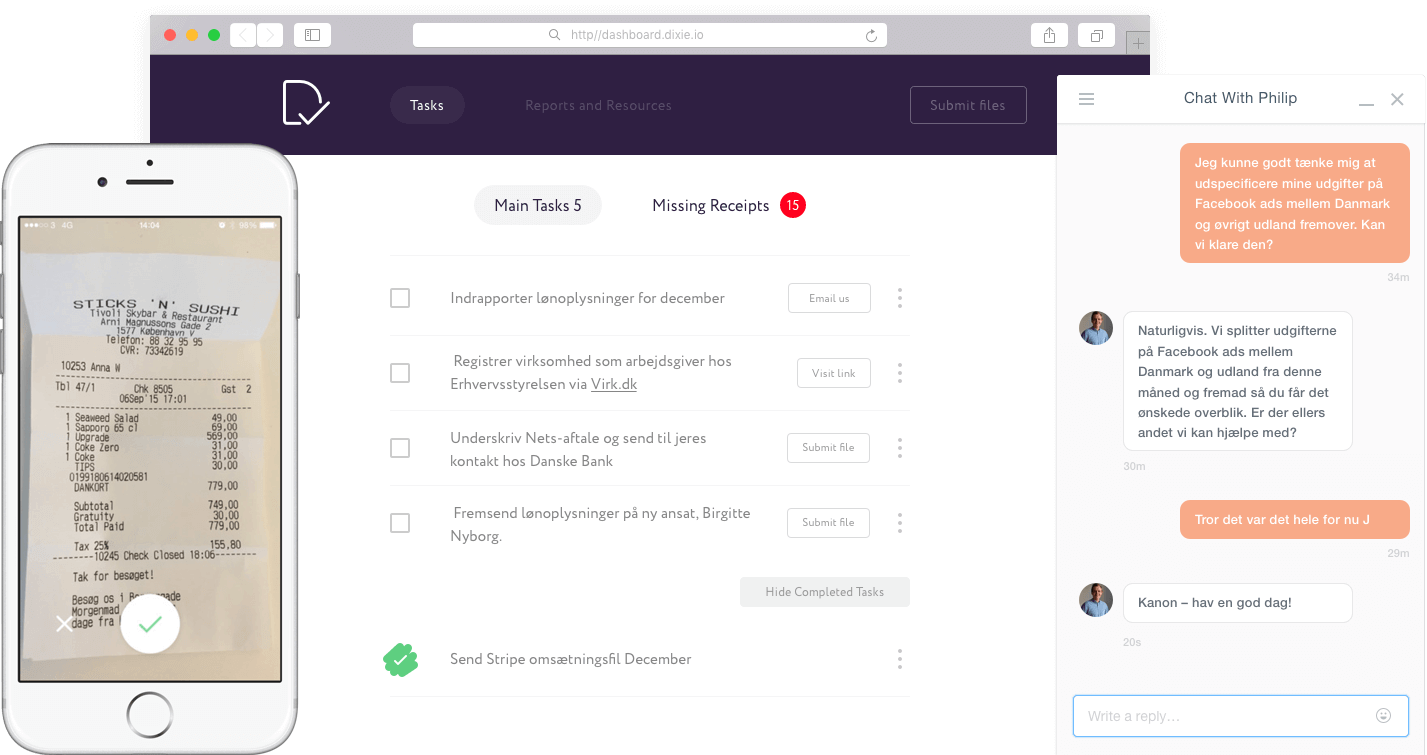 http//dashboard.dixie.io
Tasks
Reports and Resources
Submit files
Main Tasks 5
Missing Receipts 15
Indrapporter lønoplysninger for december
Email us
Registrer virksomhed som arbejdsgiver hos
Erhvervsstyrelsen via Virk.dk
Visit link
Underskriv Nets-aftale og send til jeres
kontakt hos Danske Bank
Submit file
Fremsend lønoplysninger på ny ansat, Birgitte
Nyborg.
Submit file
Hide Completed Tasks
Send Stripe omsætningsfil December
3 4G 14:04 98%
STICKS 'N' SUSHI
Tivoli Skybar & Restaurant
Arni Magnussons Gade 2
1577 København V
Telefon: 88 32 95 95
CVR: 73342619
10253 Anna W
Tbl 47/1 Chk 8505 Gst 2
06Sep'15 17:01
1 Seaweed Salad 49,00
1 Sapporo 65 cl 69,00
1 Upgrade 569,00
1 Coke Zero 31,00
1 Coke 31,00
TIPS 30,00
0199180614020581
DANKORT 779,00
Subtotal 749,00
Gratuity 30,00
Total Paid 779,00
Tax 25% 155,80
--------10245 Check Closed 18:06--------
Tak for besøget!
Besøg os i
Morgenmad
dage fra
Chat With Philip
Jeg kunne godt tænke mig at
udspecificere mine udgifter på
Facebook ads mellem Danmark
og øvrigt udland fremover. Kan
vi klare den?
34m
Naturligvis. Vi splitter udgifterne
på Facebook ads mellem
Danmark og udland fra denne
måned og fremad så du får det
ønskede overblik. Er der ellers
andet vi kan hjælpe med?
30m
Tror det var det hele for nu J
29m
Kanon – hav en god dag!
20s
Write a reply...